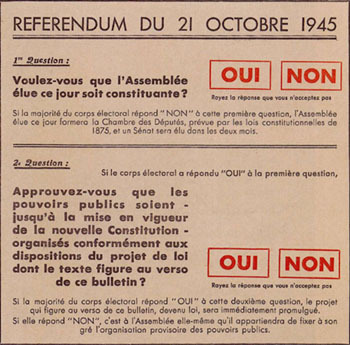 REFERENDUM DU 21 OCTOBRE 1945
1re Question :
Voulez-vous que l'Assemblée
élue ce jour soit constituante ?
OUI NON
Rayez la réponse que vous n'acceptez pas
Si la majorité du corps électoral répond "NON" à cette première question, l'Assemblée
élue ce jour formera la Chambre des Députés, prévue par les lois constitutionnelles de
1875, et un Sénat sera élu dans les deux mois.
2e Question :
Si le corps électoral a répondu "OUI" à la première question,
Approuvez-vous que les
pouvoirs publics soient -
jusqu'à la mise en vigueur
de la nouvelle Constitution -
organisés conformément aux
dispositions du projet de loi
dont le texte figure au verso
de ce bulletin ?
OUI NON
Rayez la réponse que vous n'acceptez pas
Si la majorité du corps électoral répond "OUI" à cette deuxième question, le projet
qui figure au verso de ce bulletin, devenu loi, sera immédiatement promulgué.
Si elle répond "NON", c'est à l'Assemblée elle-même qu'il appartiendra de fixer à son
gré l'organisation provisoire des pouvoirs publics.